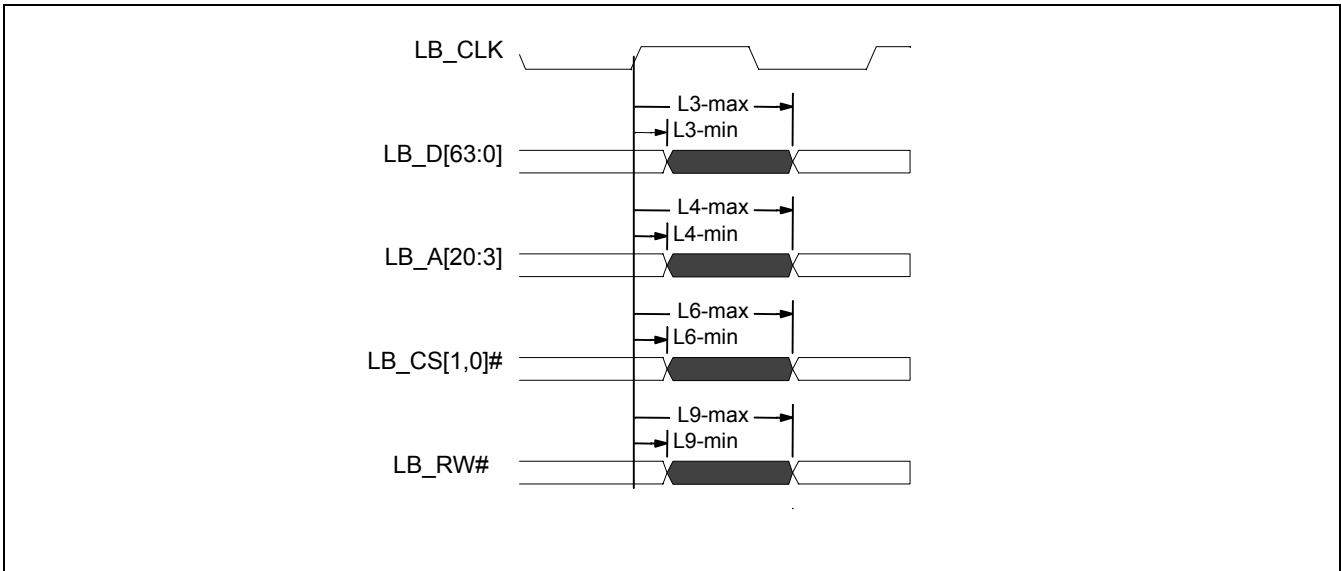 LB_CLK
L3-max
L3-min
LB_D[63:0]
L4-max
L4-min
LB_A[20:3]
L6-max
L6-min
LB_CS[1,0]#
L9-max
L9-min
LB_RW#